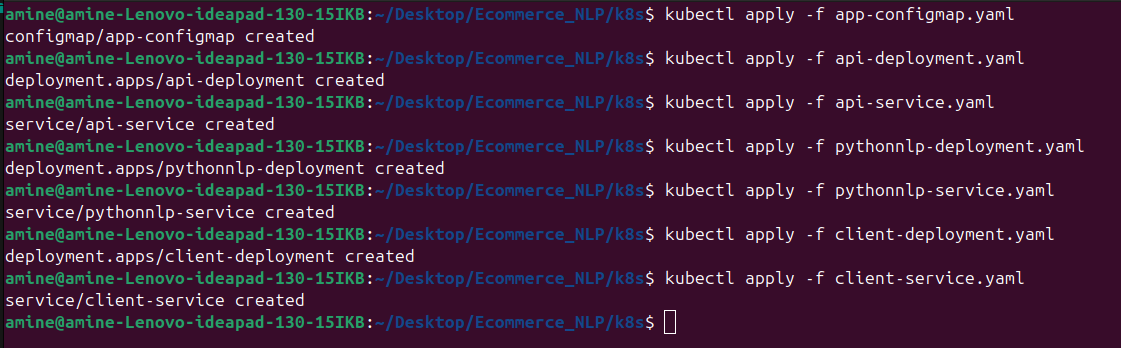 amine@amine-Lenovo-ideapad-130-15IKB:~/Desktop/Ecommerce_NLP/k8s$ kubectl apply -f app-configmap.yaml
configmap/app-configmap created
amine@amine-Lenovo-ideapad-130-15IKB:~/Desktop/Ecommerce_NLP/k8s$ kubectl apply -f api-deployment.yaml
deployment.apps/api-deployment created
amine@amine-Lenovo-ideapad-130-15IKB:~/Desktop/Ecommerce_NLP/k8s$ kubectl apply -f api-service.yaml
service/api-service created
amine@amine-Lenovo-ideapad-130-15IKB:~/Desktop/Ecommerce_NLP/k8s$ kubectl apply -f pythonnlp-deployment.yaml
deployment.apps/pythonnlp-deployment created
amine@amine-Lenovo-ideapad-130-15IKB:~/Desktop/Ecommerce_NLP/k8s$ kubectl apply -f pythonnlp-service.yaml
service/pythonnlp-service created
amine@amine-Lenovo-ideapad-130-15IKB:~/Desktop/Ecommerce_NLP/k8s$ kubectl apply -f client-deployment.yaml
deployment.apps/client-deployment created
amine@amine-Lenovo-ideapad-130-15IKB:~/Desktop/Ecommerce_NLP/k8s$ kubectl apply -f client-service.yaml
service/client-service created
amine@amine-Lenovo-ideapad-130-15IKB:~/Desktop/Ecommerce_NLP/k8s$